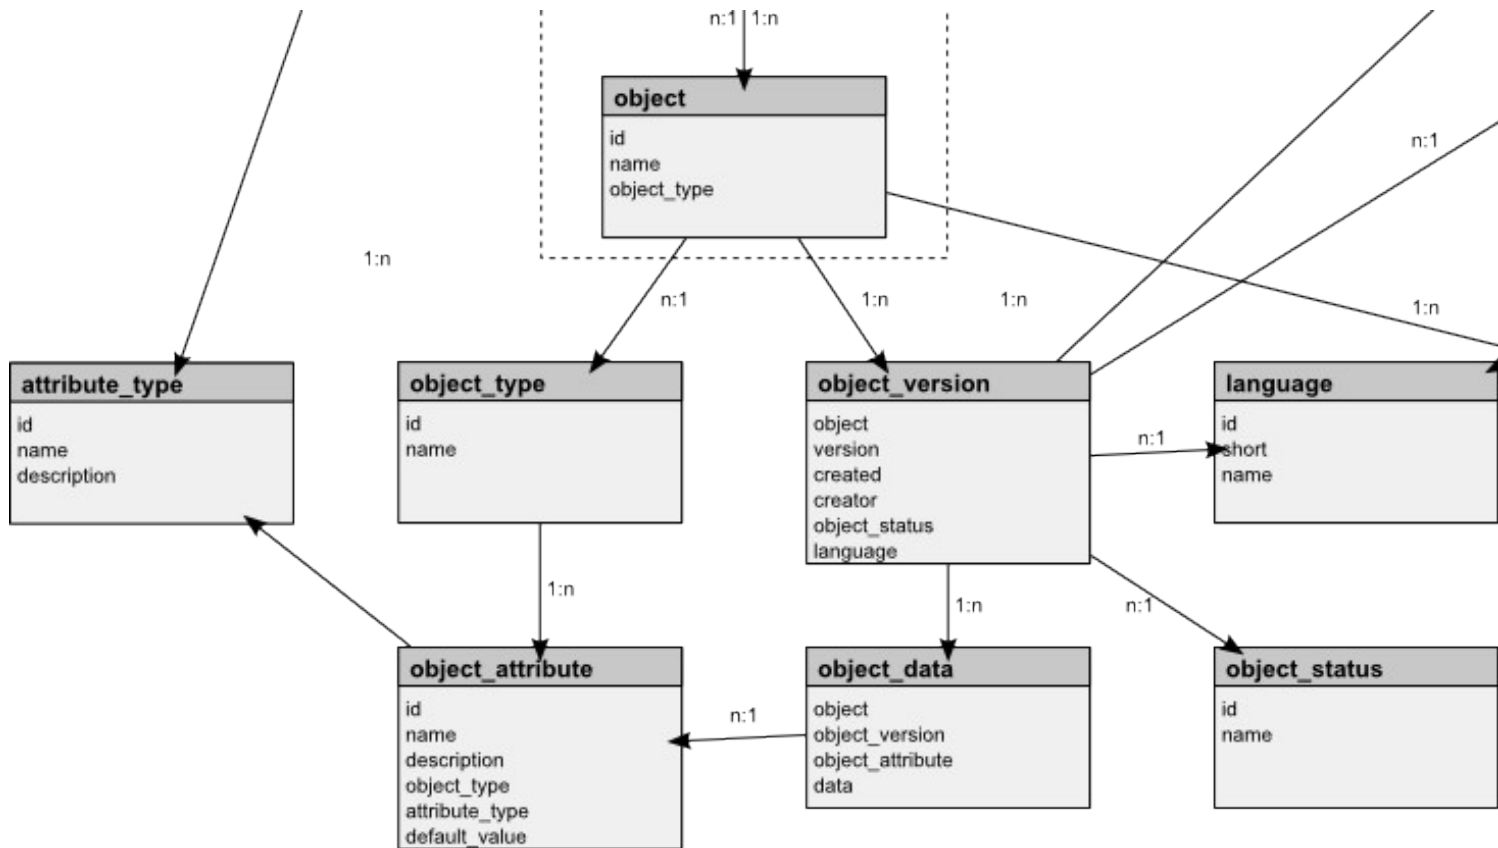 n:1 1:n
object
id
name
object_type
n:1
1:n
n:1
1:n
1:n
1:n
attribute_type
id
name
description
object_type
id
name
object_version
object
version
created
creator
object_status
language
n:1
language
id
short
name
1:n
1:n
n:1
object_attribute
id
name
description
object_type
attribute_type
default_value
n:1
object_data
object
object_version
object_attribute
data
object_status
id
name